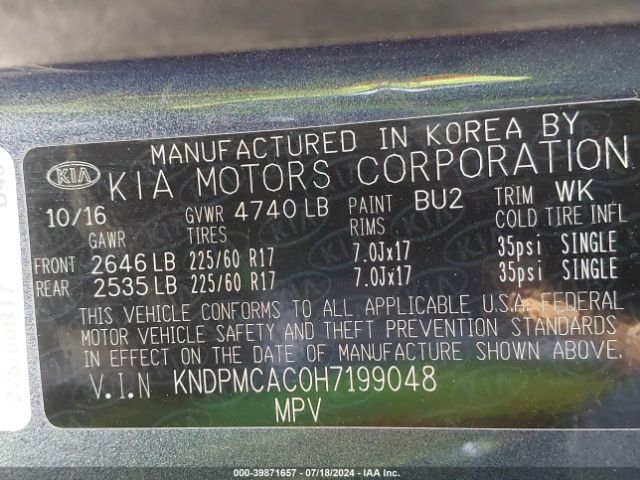 MANUFACTURED IN KOREA BY
KIA KIA MOTORS CORPORATION
10/16 GVWR 4740 LB PAINT BU2 TRIM WK
GAWR TIRES RIMS COLD TIRE INFL
FRONT 2646 LB 225/60 R17 7.0Jx17 35psi SINGLE
REAR 2535 LB 225/60 R17 7.0Jx17 35psi SINGLE
THIS VEHICLE CONFORMS TO ALL APPLICABLE U.S.A. FEDERAL
MOTOR VEHICLE SAFETY AND THEFT PREVENTION STANDARDS
IN EFFECT ON THE DATE OF MANUFACTURE SHOWN ABOVE.
V.I.N KNDPMCAC0H7199048
MPV
000-39871657 - 07/18/2024 - IAA Inc.